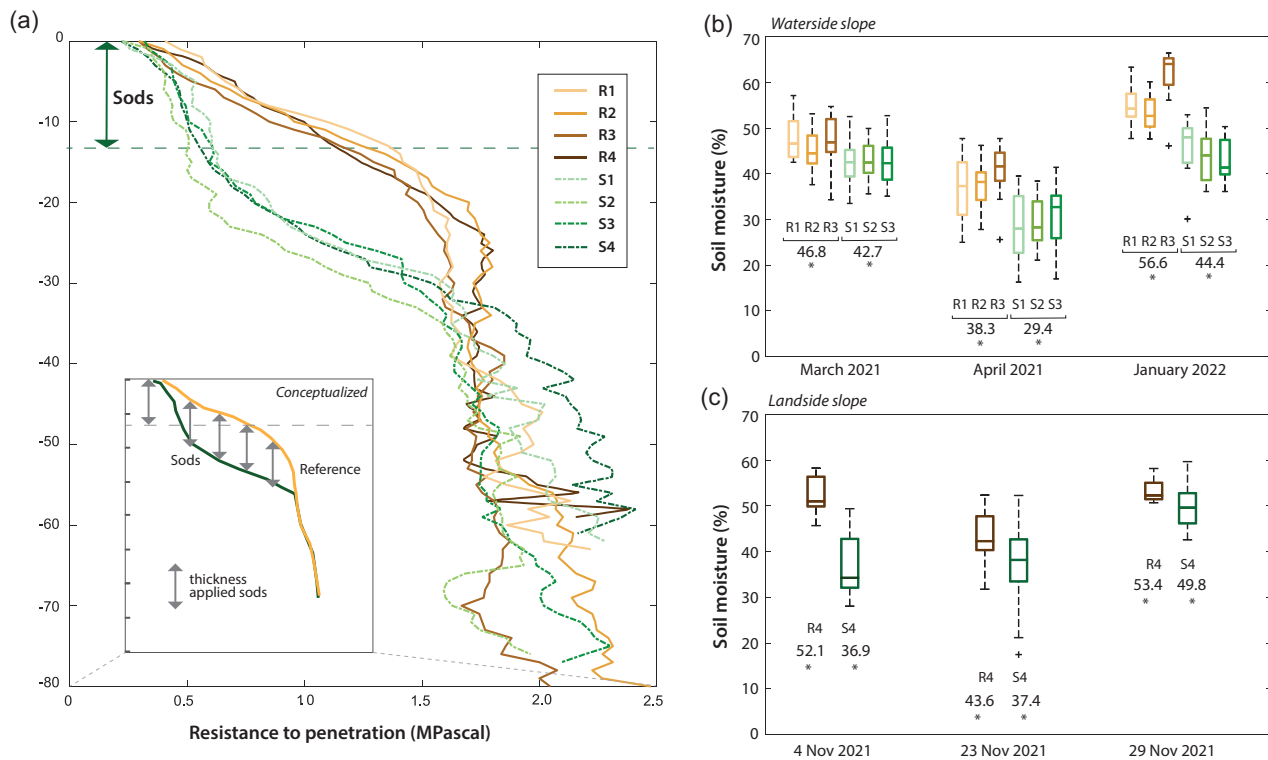 (a)
0
-10
-20
-30
-40
-50
-60
-70
-80
Sods
R1
R2
R3
R4
S1
S2
S3
S4
Conceptualized
Sods
Reference
thickness
applied sods
0 0.5 1.0 1.5 2.0 2.5
Resistance to penetration (MPascal)
(b)
Waterside slope
Soil moisture (%)
70
60
50
40
30
20
10
0
R1 R2 R3 S1 S2 S3
46.8 42.7
* *
R1 R2 R3 S1 S2 S3
38.3 29.4
* *
R1 R2 R3 S1 S2 S3
56.6 44.4
* *
March 2021 April 2021 January 2022
(c)
Landside slope
Soil moisture (%)
70
60
50
40
30
20
10
0
R4 S4
52.1 36.9
* *
R4 S4
43.6 37.4
* *
R4 S4
53.4 49.8
* *
4 Nov 2021 23 Nov 2021 29 Nov 2021